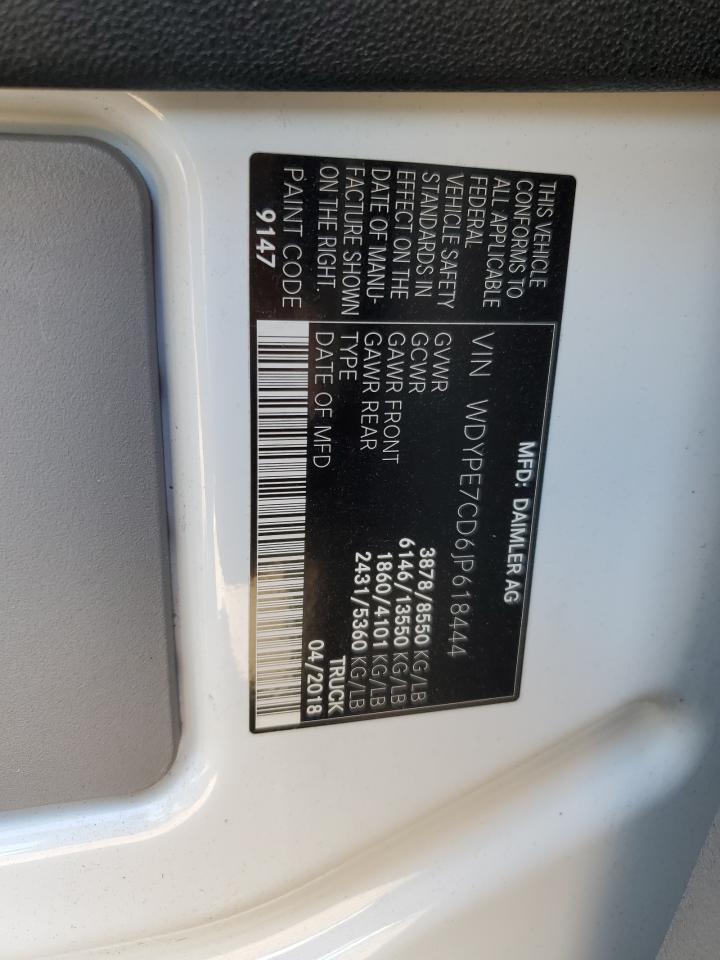 THIS VEHICLE
CONFORMS TO
ALL APPLICABLE
FEDERAL
VEHICLE SAFETY
STANDARDS IN
EFFECT ON THE
DATE OF MANU-
FACTURE SHOWN
ON THE RIGHT.
PAINT CODE
9147
MFD: DAIMLER AG
VIN WDYPE7CD6JP618444
GVWR 3878/8550 KG/LB
GCWR 6146/13550 KG/LB
GAWR FRONT 1860/4101 KG/LB
GAWR REAR 2431/5360 KG/LB
TYPE TRUCK
DATE OF MFD 04/2018